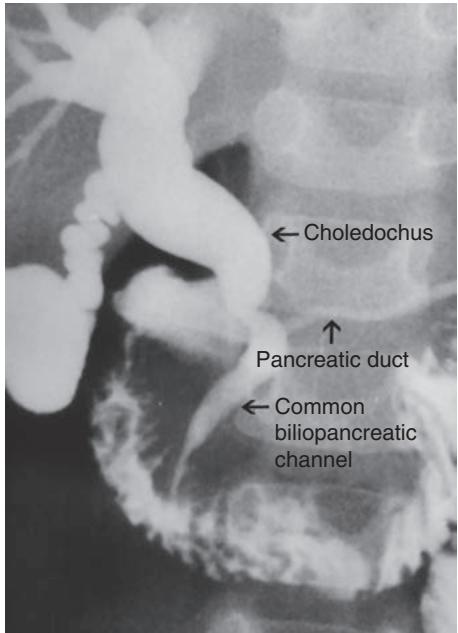 Choledochus
Pancreatic duct
Common
biliopancreatic
channel